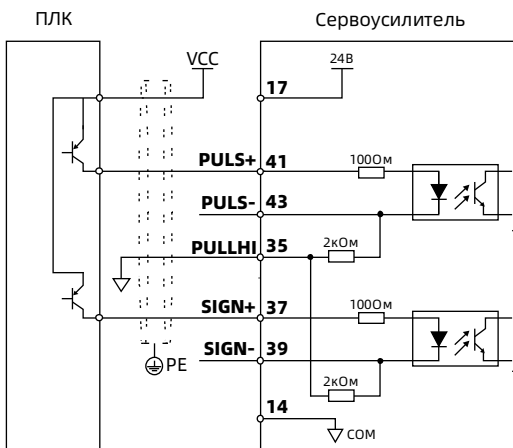 ПЛК
Сервоусилитель
VCC
24В
17
PULS+ 41
100Ом
PULS- 43
PULLHI 35
2кОм
SIGN+ 37
100Ом
SIGN- 39
PE
2кОм
14
COM